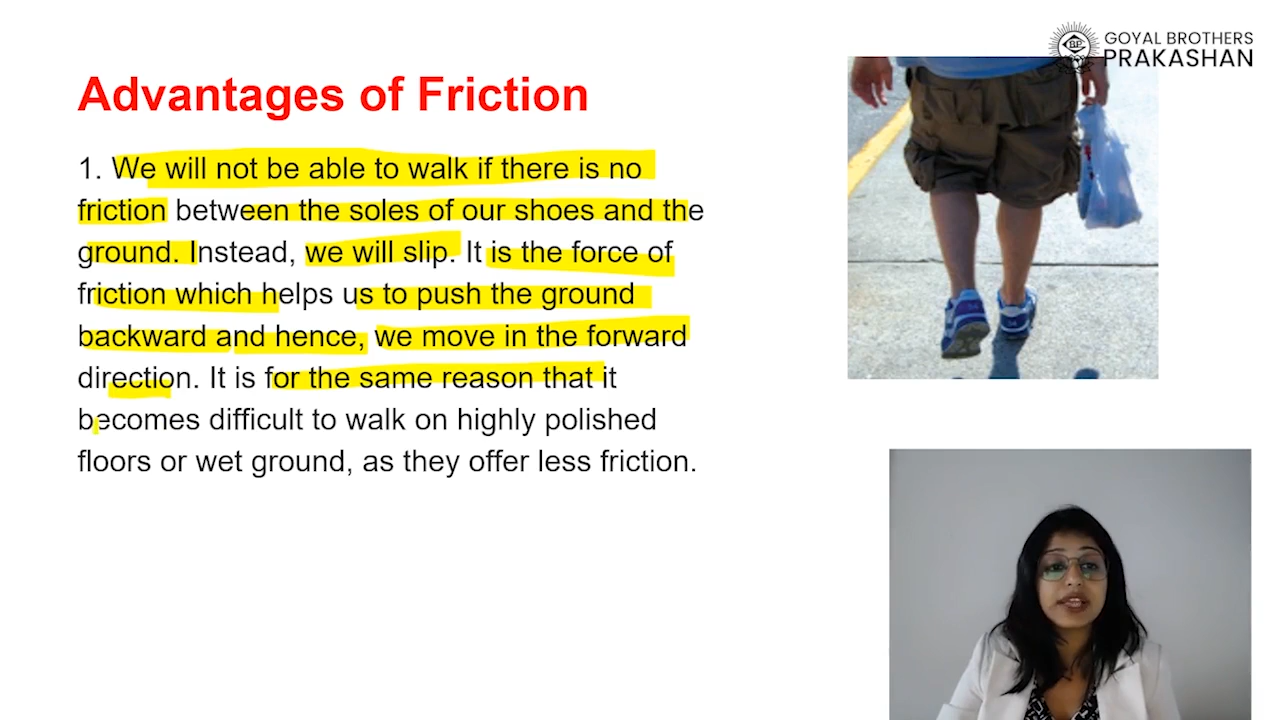 GOYAL BROTHERS
PRAKASHAN
Advantages of Friction
1. We will not be able to walk if there is no
friction between the soles of our shoes and the
ground. Instead, we will slip. It is the force of
friction which helps us to push the ground
backward and hence, we move in the forward
direction. It is for the same reason that it
becomes difficult to walk on highly polished
floors or wet ground, as they offer less friction.